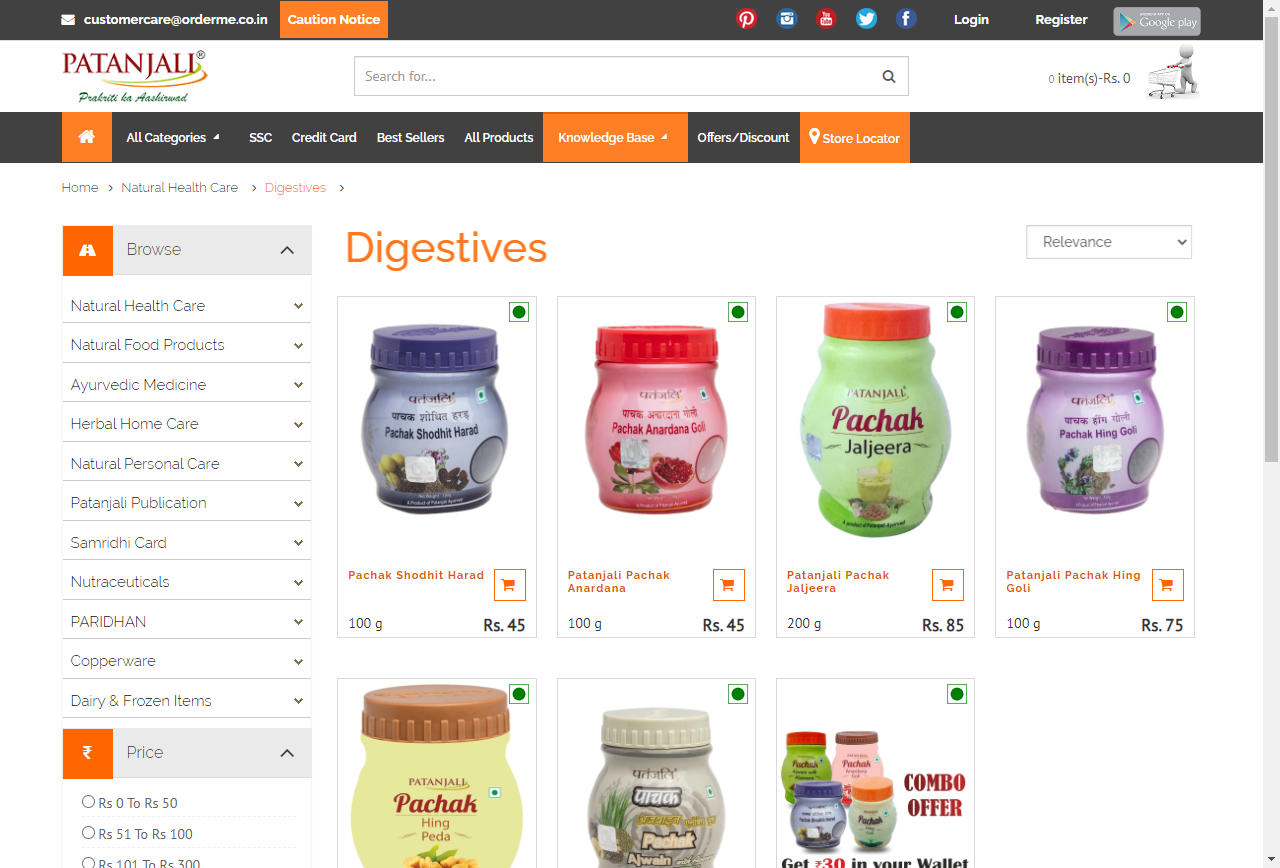 customercare@orderme.co.in Caution Notice Login Register Google play
PATANJALI®
Prakriti ka Aashirwad
Search for...
0 item(s)-Rs. 0
All Categories SSC Credit Card Best Sellers All Products Knowledge Base Offers/Discount Store Locator
Home > Natural Health Care > Digestives >
Browse
Natural Health Care
Natural Food Products
Ayurvedic Medicine
Herbal Home Care
Natural Personal Care
Patanjali Publication
Samridhi Card
Nutraceuticals
PARIDHAN
Copperware
Dairy & Frozen Items
₹ Price
Rs 0 To Rs 50
Rs 51 To Rs 100
Rs 101 To Rs 300
Digestives
Relevance
पतंजलि
पाचक शोधित हरड़
Pachak Shodhit Harad
पतंजलि
पाचक अनारदाना गोली
Pachak Anardana Goli
PATANJALI
Pachak
Jaljeera
पतंजलि
पाचक हींग गोली
Pachak Hing Goli
Pachak Shodhit Harad
100 g Rs. 45
Patanjali Pachak
Anardana
100 g Rs. 45
Patanjali Pachak
Jaljeera
200 g Rs. 85
Patanjali Pachak Hing
Goli
100 g Rs. 75
PATANJALI
Pachak
Hing
Peda
पतंजलि
पाचक
Pachak
Ajwain
Pachak
Pachak
COMBO
OFFER
Get ₹30 in your Wallet